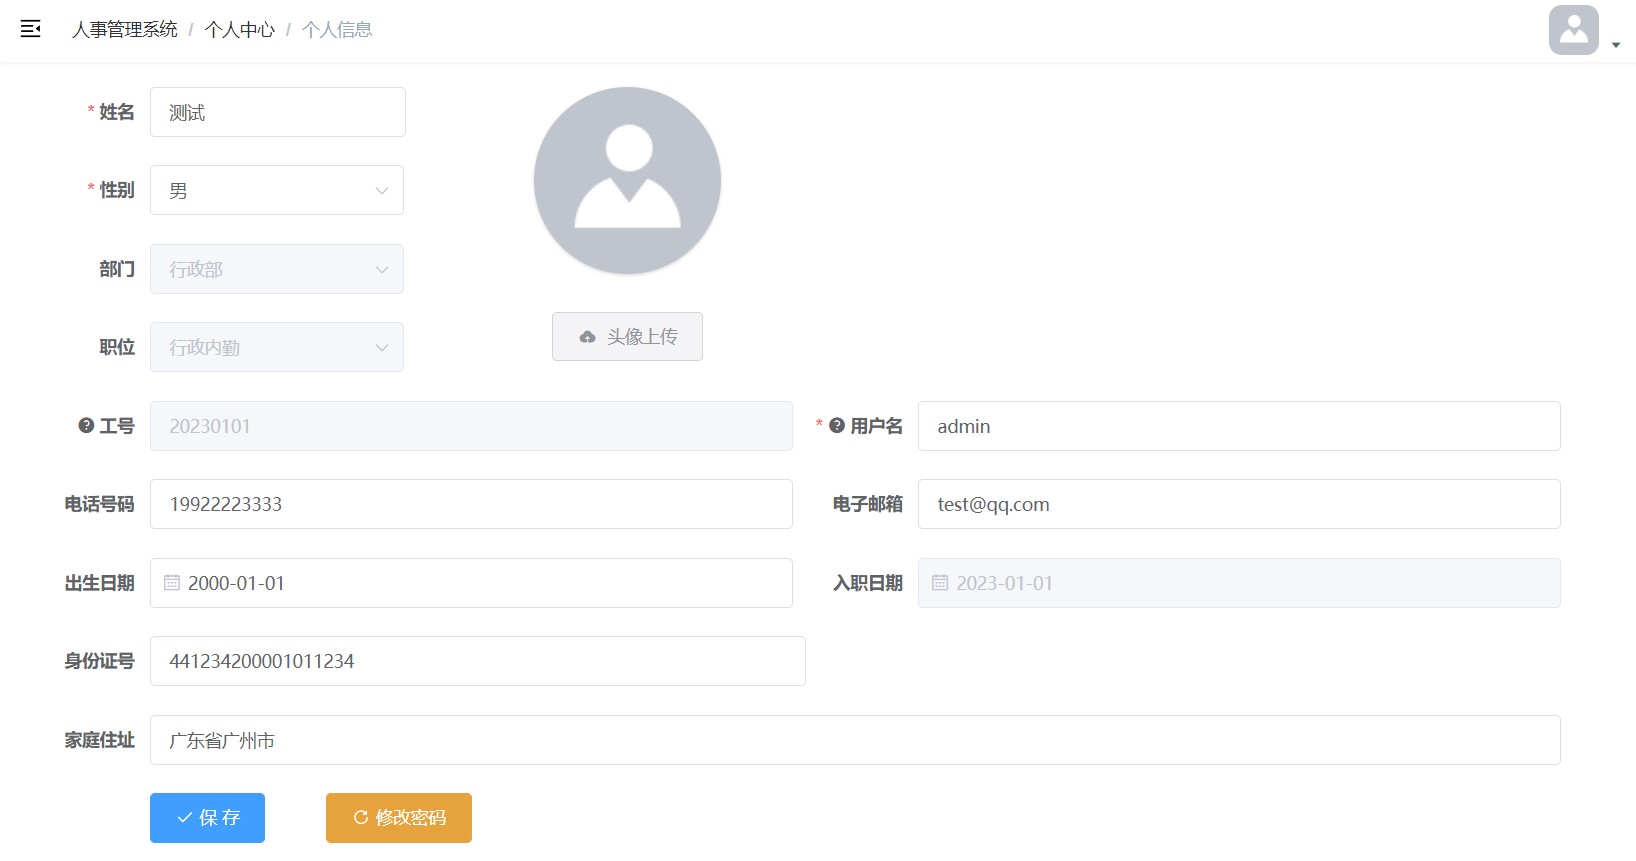 人事管理系统 / 个人中心 / 个人信息
* 姓名 测试
* 性别 男
部门 行政部
职位 行政内勤
头像上传
工号 20230101 * 用户名 admin
电话号码 19922223333 电子邮箱 test@qq.com
出生日期 2000-01-01 入职日期 2023-01-01
身份证号 441234200001011234
家庭住址 广东省广州市
保 存 修改密码